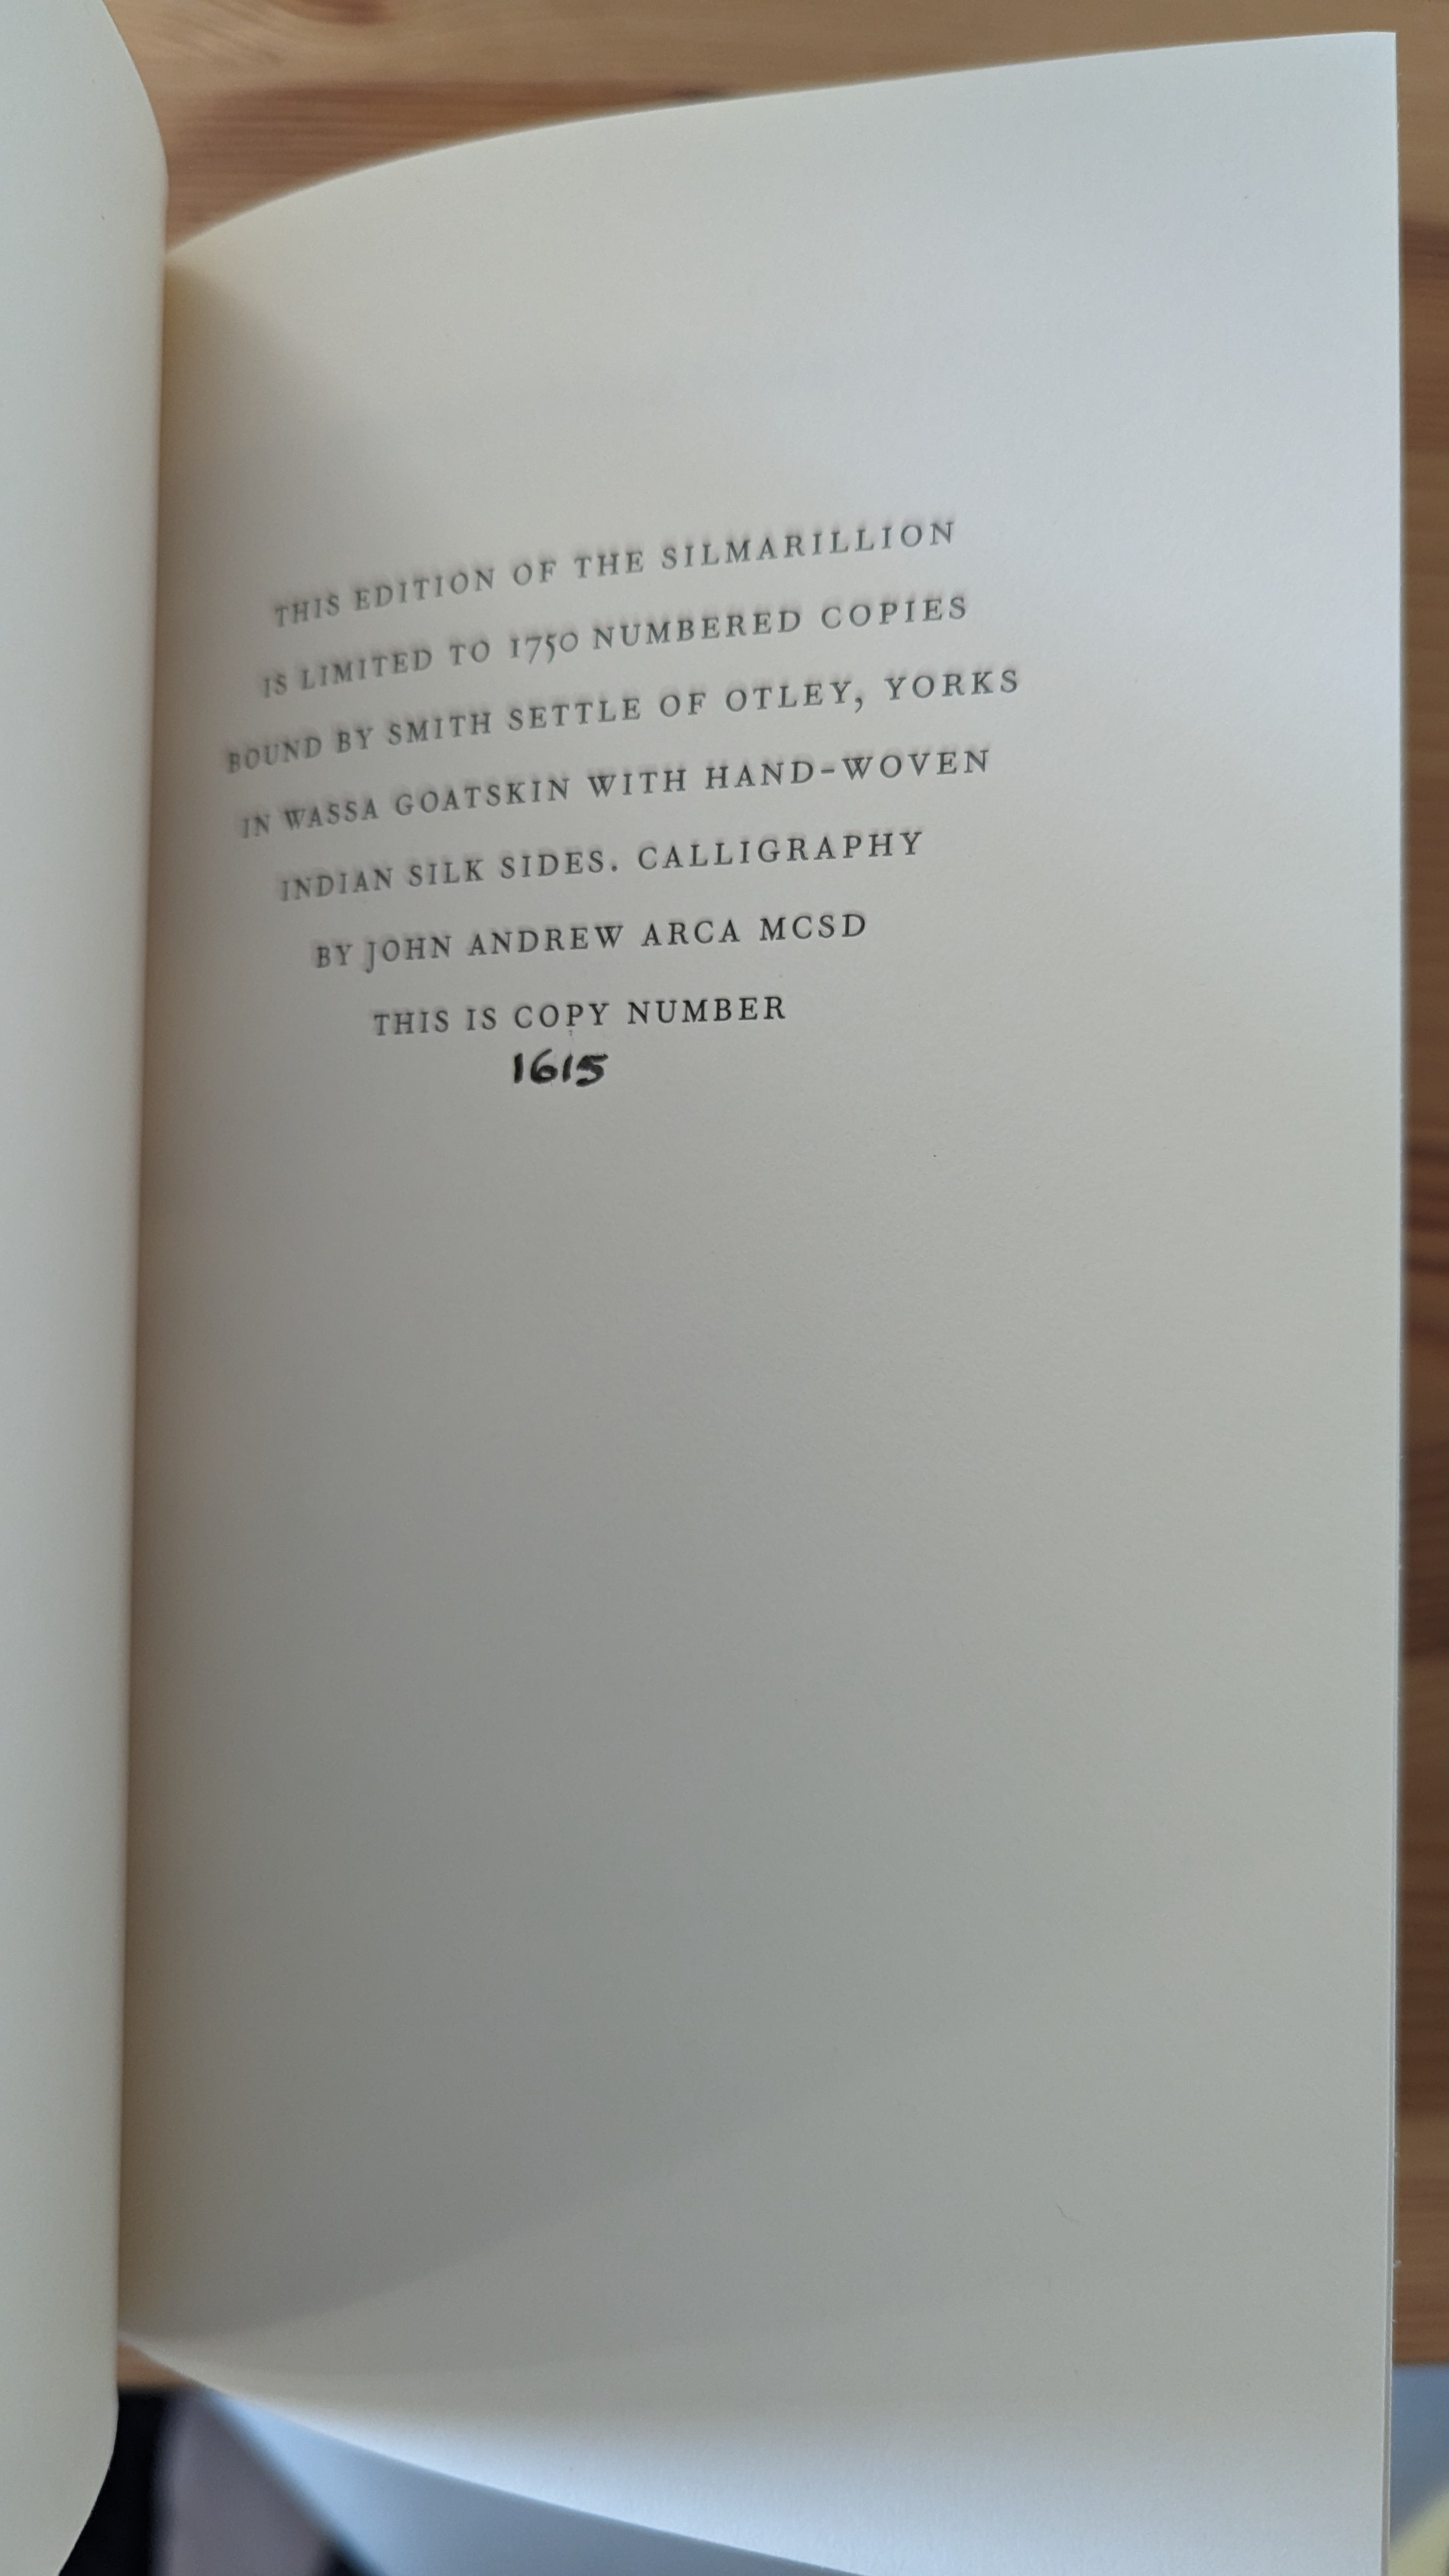 THIS EDITION OF THE SILMARILLION
IS LIMITED TO 1750 NUMBERED COPIES
BOUND BY SMITH SETTLE OF OTLEY, YORKS
IN WASSA GOATSKIN WITH HAND-WOVEN
INDIAN SILK SIDES. CALLIGRAPHY
BY JOHN ANDREW ARCA MCSD
THIS IS COPY NUMBER
1615